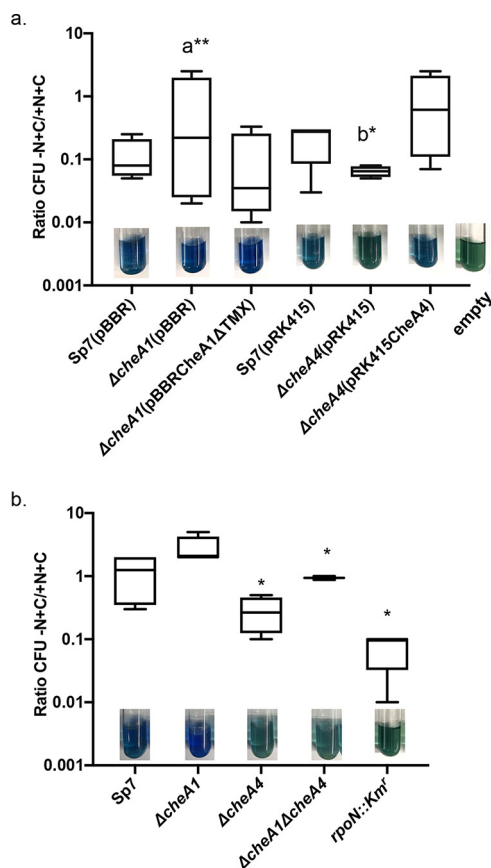 a.
Ratio CFU -N+C/+N+C
10
1
0.1
0.01
0.001
a**
b*
Sp7(pBBR)
ΔcheA1(pBBR)
ΔcheA1(pBBRCheA1ΔTMX)
Sp7(pRK415)
ΔcheA4(pRK415)
ΔcheA4(pRK415CheA4)
empty
b.
Ratio CFU -N+C/+N+C
10
1
0.1
0.01
0.001
*
*
*
Sp7
ΔcheA1
ΔcheA4
ΔcheA1ΔcheA4
rpoN::Kmʳ